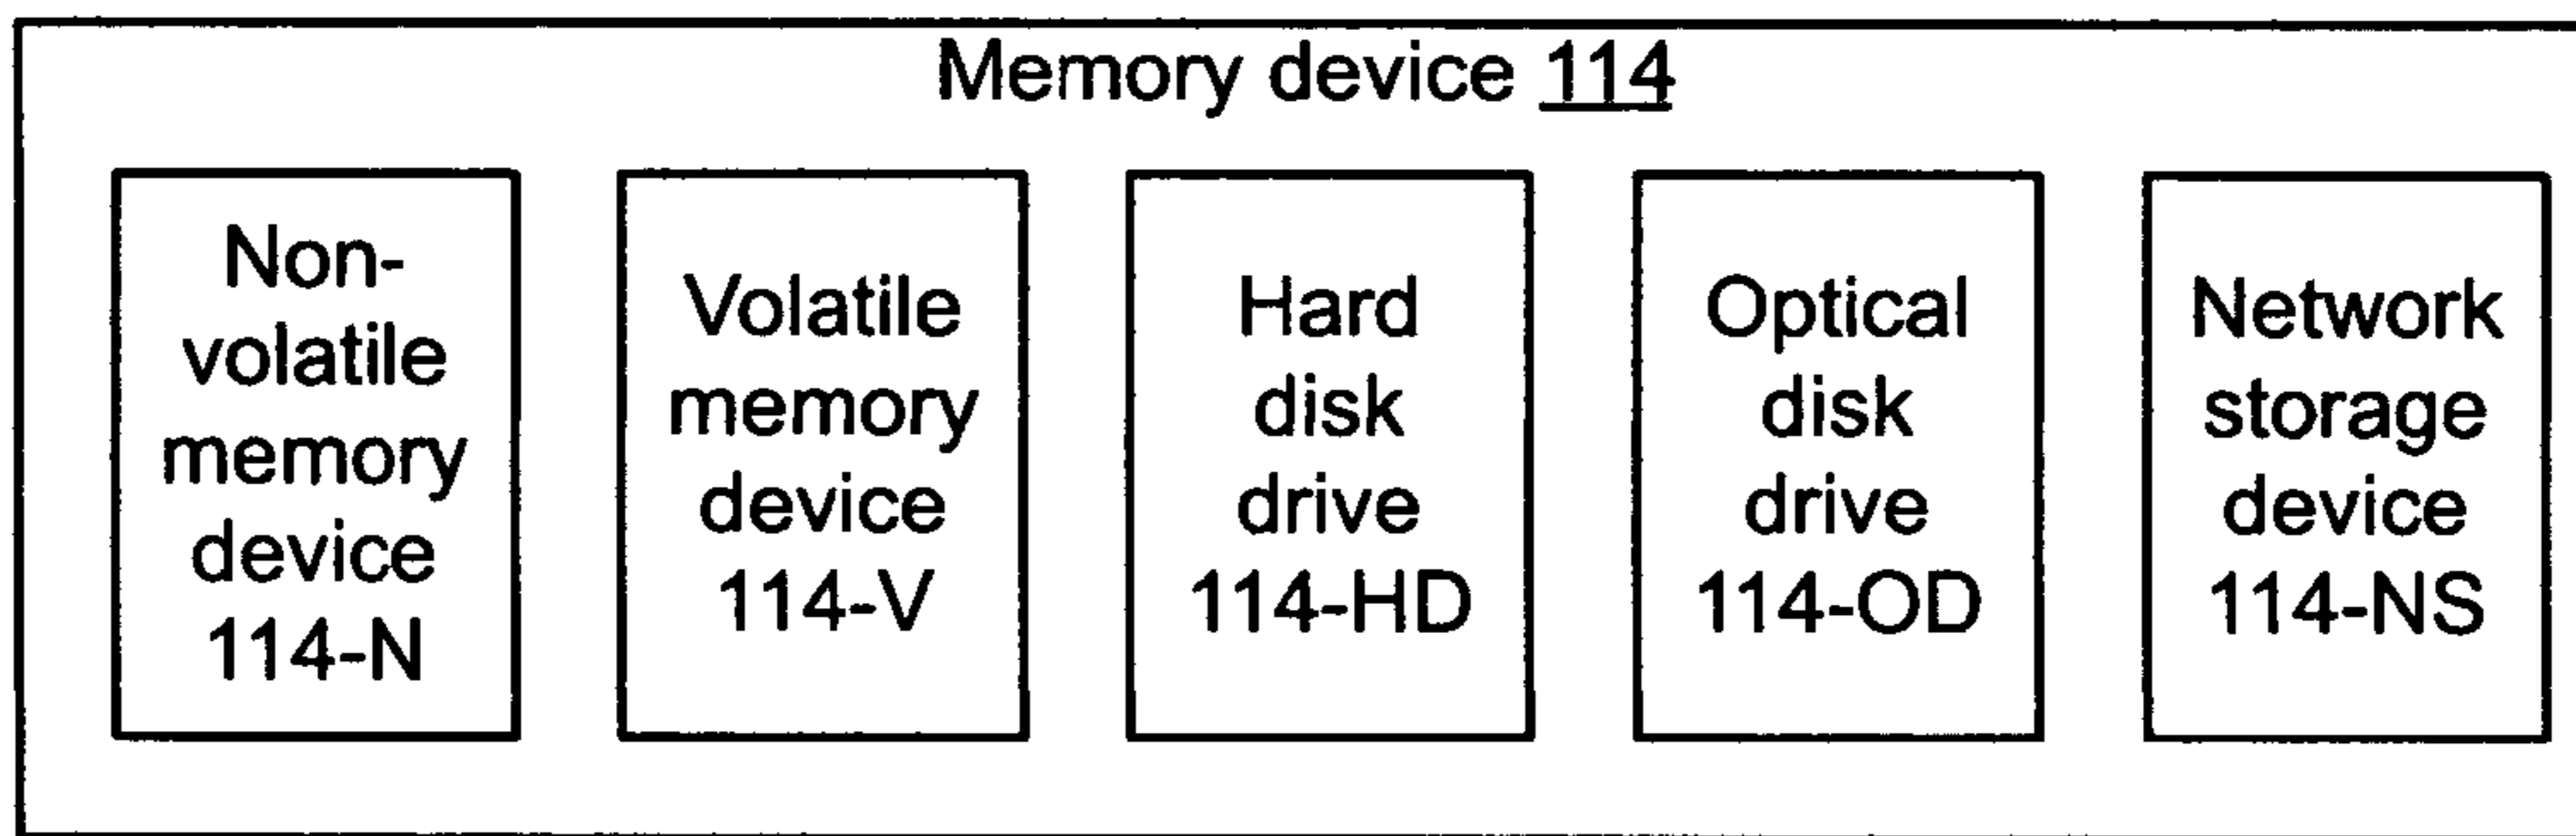 Memory device 114
Non-
volatile
memory
device
114-N
Volatile
memory
device
114-V
Hard
disk
drive
114-HD
Optical
disk
drive
114-OD
Network
storage
device
114-NS